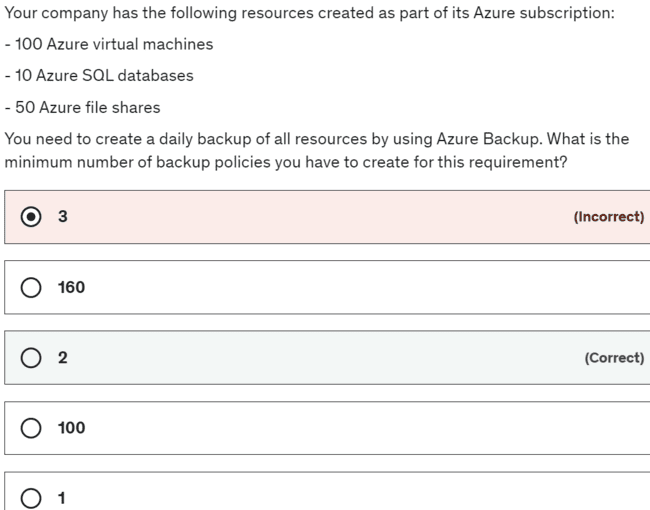 Your company has the following resources created as part of its Azure subscription:
- 100 Azure virtual machines
- 10 Azure SQL databases
- 50 Azure file shares
You need to create a daily backup of all resources by using Azure Backup. What is the
minimum number of backup policies you have to create for this requirement?
3 (Incorrect)
160
2 (Correct)
100
1